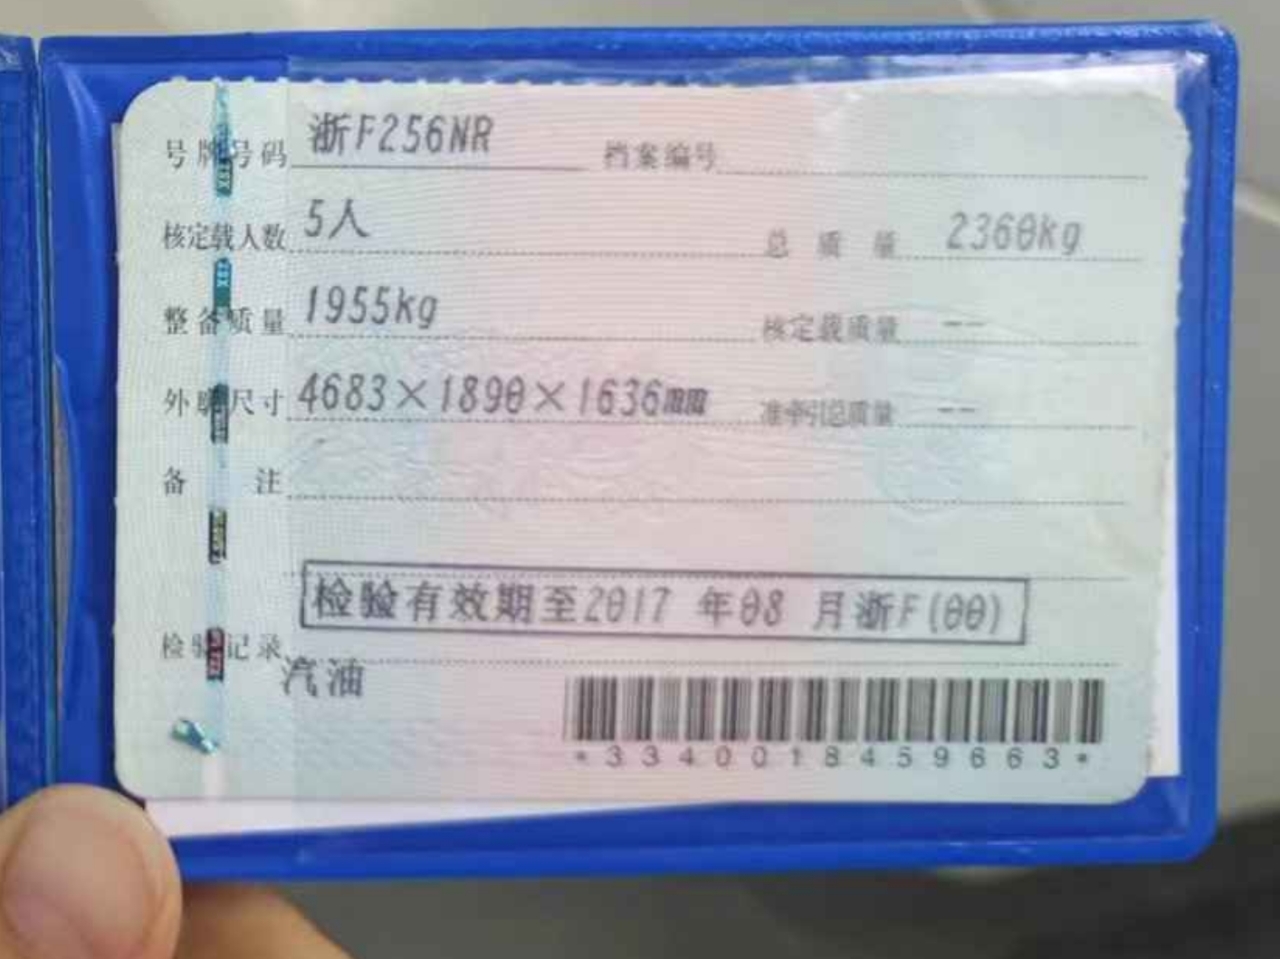 号牌号码 浙F256NR 档案编号
核定载人数 5人 总质量 2360kg
整备质量 1955kg 核定载质量 --
外廓尺寸 4683×1890×1636mm 准牵引总质量 --
备注
检验有效期至2017 年08 月浙F(00)
检验记录
汽油
*3340018459663*